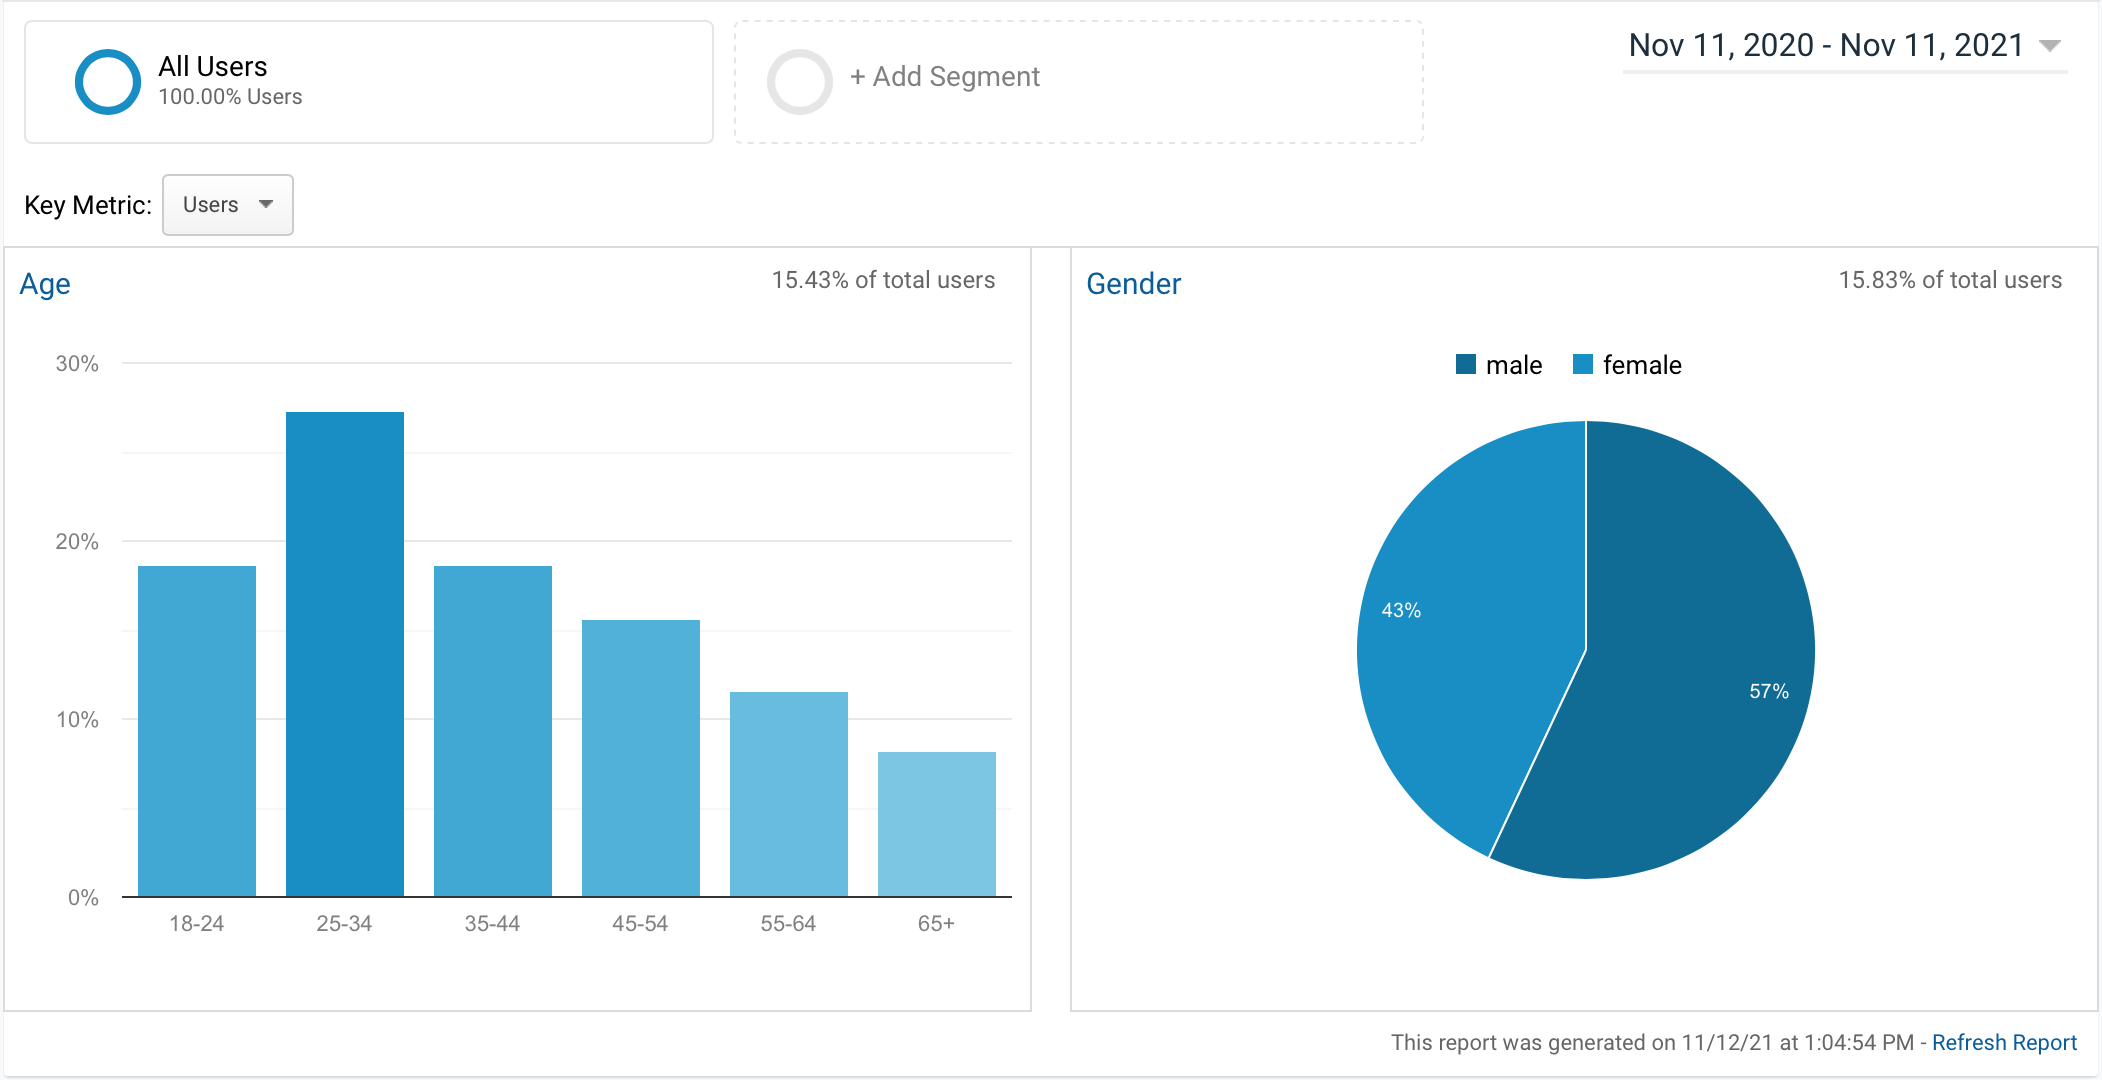 All Users
100.00% Users
+ Add Segment
Nov 11, 2020 - Nov 11, 2021
Key Metric:
Users
Age
15.43% of total users
30%
20%
10%
0%
18-24
25-34
35-44
45-54
55-64
65+
Gender
15.83% of total users
male
female
43%
57%
This report was generated on 11/12/21 at 1:04:54 PM - Refresh Report